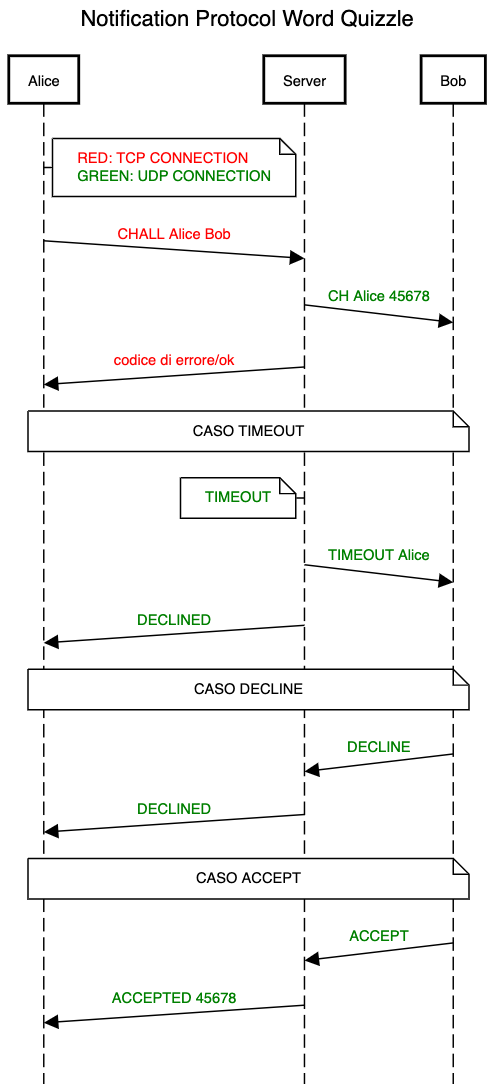 Notification Protocol Word Quizzle
Alice
Server
Bob
RED: TCP CONNECTION
GREEN: UDP CONNECTION
CHALL Alice Bob
CH Alice 45678
codice di errore/ok
CASO TIMEOUT
TIMEOUT
TIMEOUT Alice
DECLINED
CASO DECLINE
DECLINE
DECLINED
CASO ACCEPT
ACCEPT
ACCEPTED 45678